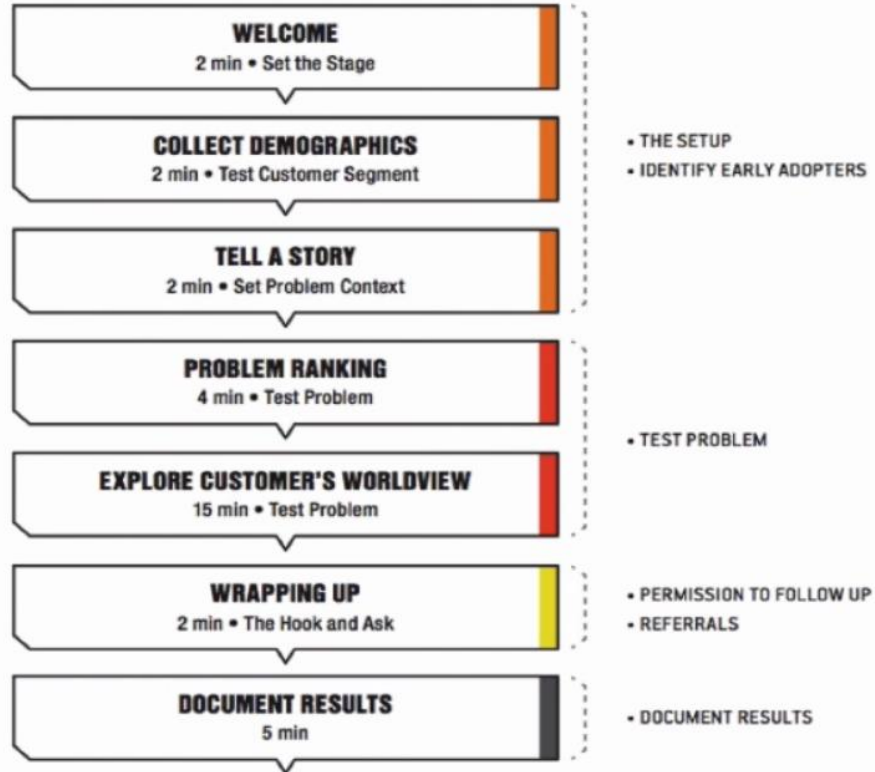 WELCOME
2 min • Set the Stage
COLLECT DEMOGRAPHICS
2 min • Test Customer Segment
• THE SETUP
• IDENTIFY EARLY ADOPTERS
TELL A STORY
2 min • Set Problem Context
PROBLEM RANKING
4 min • Test Problem
• TEST PROBLEM
EXPLORE CUSTOMER'S WORLDVIEW
15 min • Test Problem
WRAPPING UP
2 min • The Hook and Ask
• PERMISSION TO FOLLOW UP
• REFERRALS
DOCUMENT RESULTS
5 min
• DOCUMENT RESULTS